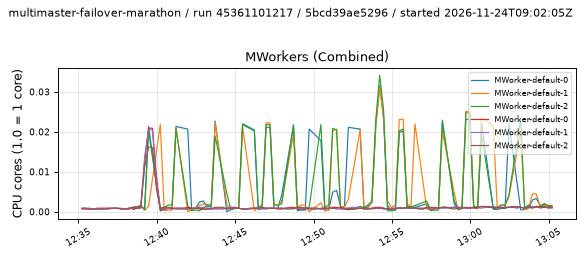 multimaster-failover-marathon / run 45361101217 / 5bcd39ae5296 / started 2026-11-24T09:02:05Z
MWorkers (Combined)
CPU cores (1.0 = 1 core)
0.03
0.02
0.01
0.00
MWorker-default-0
MWorker-default-1
MWorker-default-2
MWorker-default-0
MWorker-default-1
MWorker-default-2
12:35
12:40
12:45
12:50
12:55
13:00
13:05